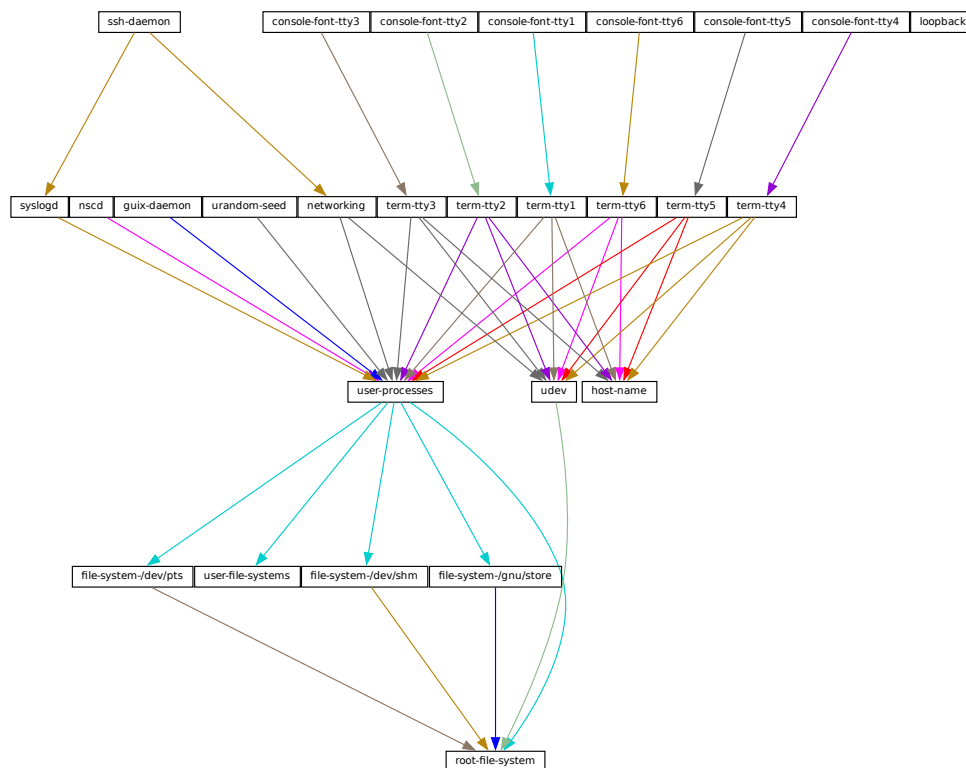 ssh-daemon
console-font-tty3
console-font-tty2
console-font-tty1
console-font-tty6
console-font-tty5
console-font-tty4
loopback
syslogd
nscd
guix-daemon
urandom-seed
networking
term-tty3
term-tty2
term-tty1
term-tty6
term-tty5
term-tty4
user-processes
udev
host-name
file-system-/dev/pts
user-file-systems
file-system-/dev/shm
file-system-/gnu/store
root-file-system